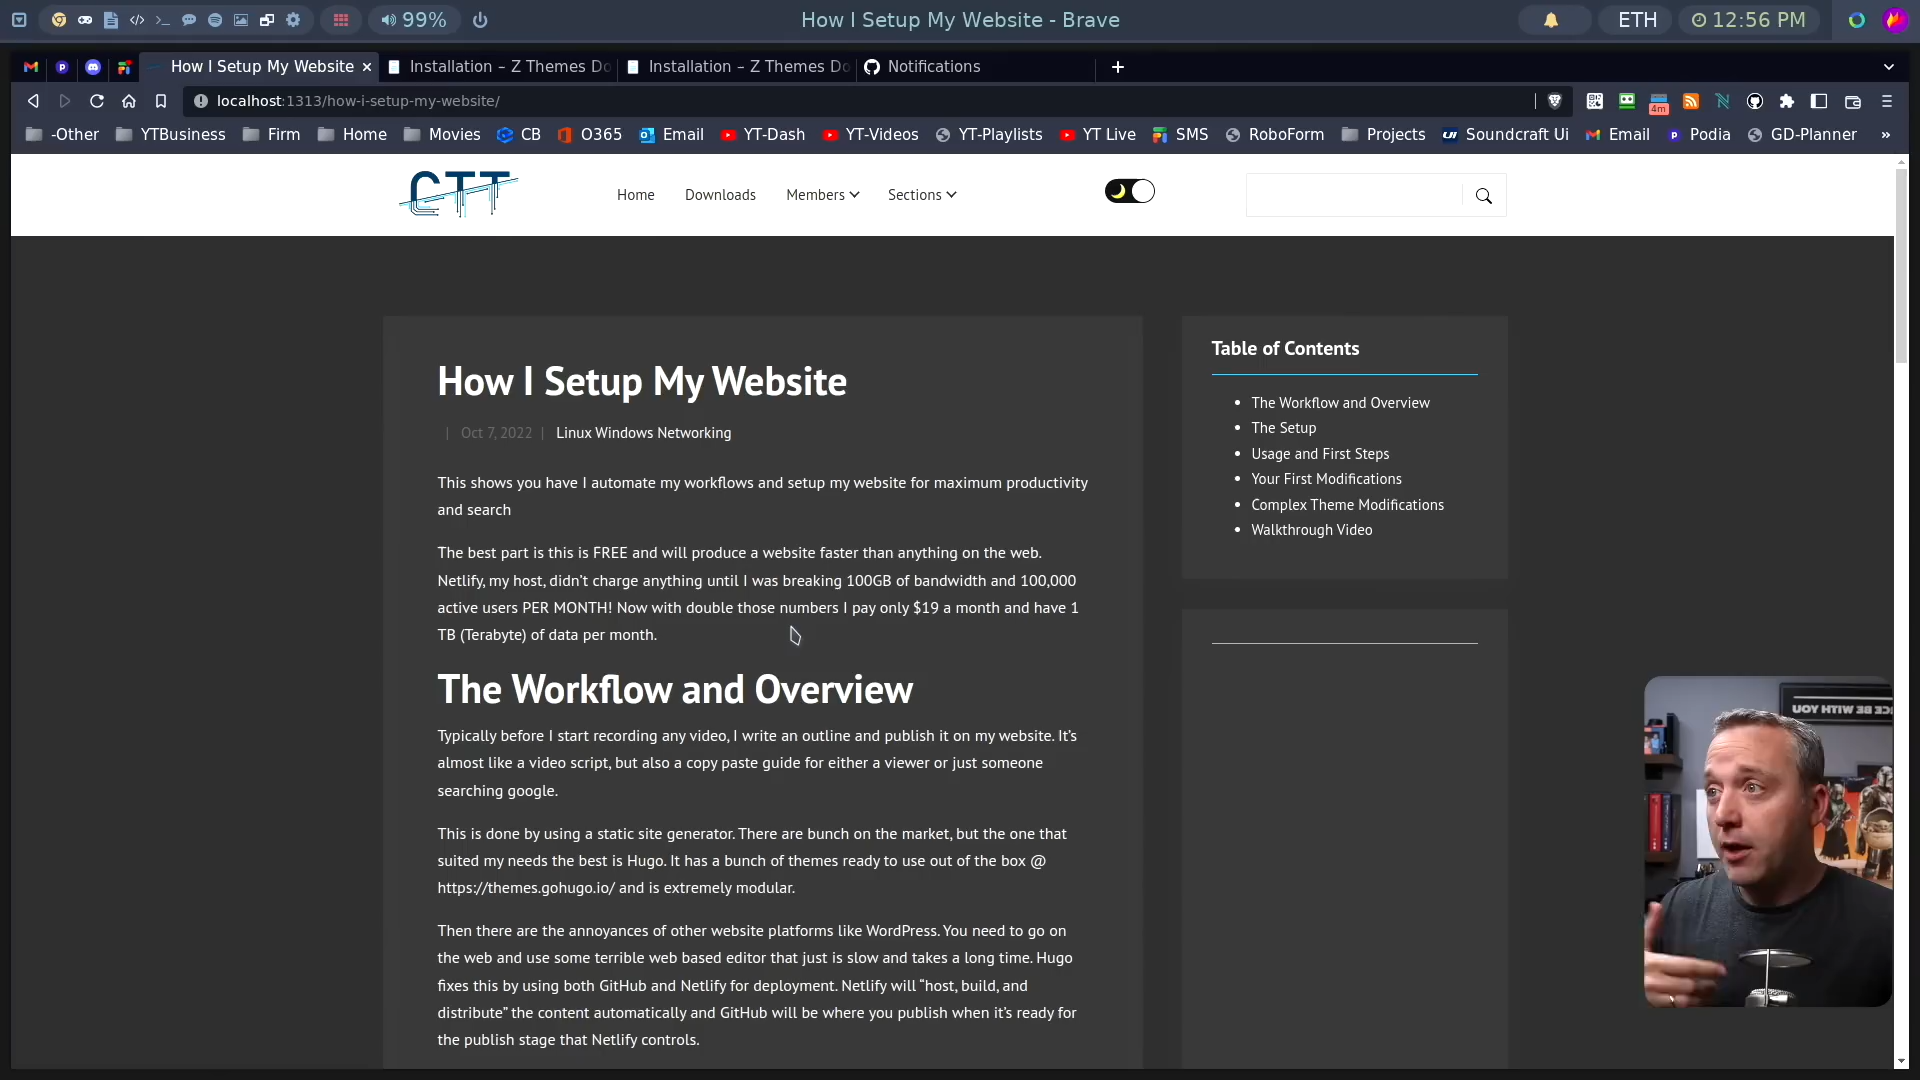 99%
How I Setup My Website - Brave
ETH
12:56 PM
How I Setup My Website
Installation – Z Themes Do
Installation – Z Themes Do
Notifications
localhost:1313/how-i-setup-my-website/
4m
-Other
YTBusiness
Firm
Home
Movies
CB
O365
Email
YT-Dash
YT-Videos
YT-Playlists
YT Live
SMS
RoboForm
Projects
Soundcraft Ui
Email
Podia
GD-Planner
»
CTT
Home
Downloads
Members
Sections
How I Setup My Website
| Oct 7, 2022 | Linux Windows Networking
This shows you have I automate my workflows and setup my website for maximum productivity
and search
The best part is this is FREE and will produce a website faster than anything on the web.
Netlify, my host, didn't charge anything until I was breaking 100GB of bandwidth and 100,000
active users PER MONTH! Now with double those numbers I pay only $19 a month and have 1
TB (Terabyte) of data per month.
The Workflow and Overview
Typically before I start recording any video, I write an outline and publish it on my website. It's
almost like a video script, but also a copy paste guide for either a viewer or just someone
searching google.
This is done by using a static site generator. There are bunch on the market, but the one that
suited my needs the best is Hugo. It has a bunch of themes ready to use out of the box @
https://themes.gohugo.io/ and is extremely modular.
Then there are the annoyances of other website platforms like WordPress. You need to go on
the web and use some terrible web based editor that just is slow and takes a long time. Hugo
fixes this by using both GitHub and Netlify for deployment. Netlify will “host, build, and
distribute” the content automatically and GitHub will be where you publish when it's ready for
the publish stage that Netlify controls.
Table of Contents
The Workflow and Overview
The Setup
Usage and First Steps
Your First Modifications
Complex Theme Modifications
Walkthrough Video
BE WITH YOU